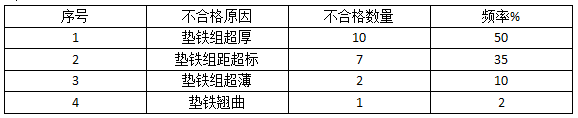 序号 不合格原因 不合格数量 频率%
1 垫铁组超厚 10 50
2 垫铁组距超标 7 35
3 垫铁组超薄 2 10
4 垫铁翘曲 1 2